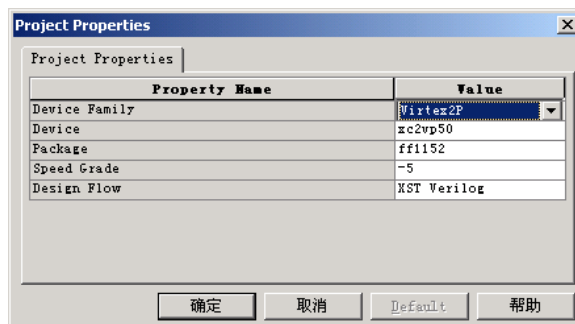 Project Properties
Project Properties
Property Name Value
Device Family Virtex2P
Device xc2vp50
Package ff1152
Speed Grade -5
Design Flow XST Verilog
确定 取消 Default 帮助